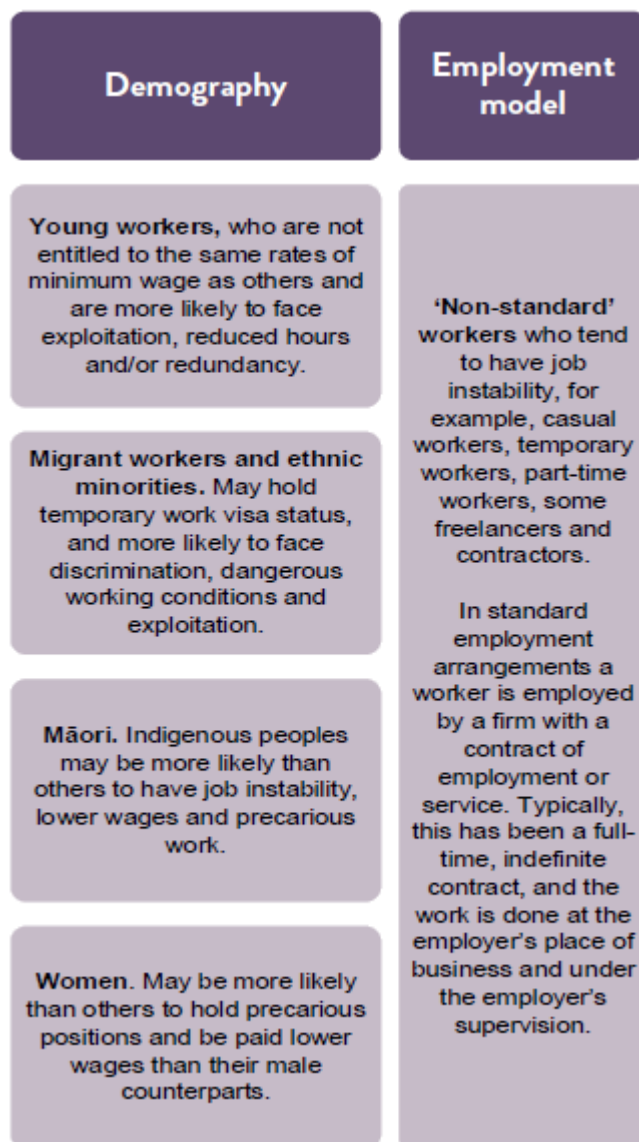 Demography
Young workers, who are not
entitled to the same rates of
minimum wage as others and
are more likely to face
exploitation, reduced hours
and/or redundancy.
Migrant workers and ethnic
minorities. May hold
temporary work visa status,
and more likely to face
discrimination, dangerous
working conditions and
exploitation.
Māori. Indigenous peoples
may be more likely than
others to have job instability,
lower wages and precarious
work.
Women. May be more likely
than others to hold precarious
positions and be paid lower
wages than their male
counterparts.
Employment
model
‘Non-standard’
workers who tend
to have job
instability, for
example, casual
workers, temporary
workers, part-time
workers, some
freelancers and
contractors.
In standard
employment
arrangements a
worker is employed
by a firm with a
contract of
employment or
service. Typically,
this has been a full-
time, indefinite
contract, and the
work is done at the
employer’s place of
business and under
the employer’s
supervision.